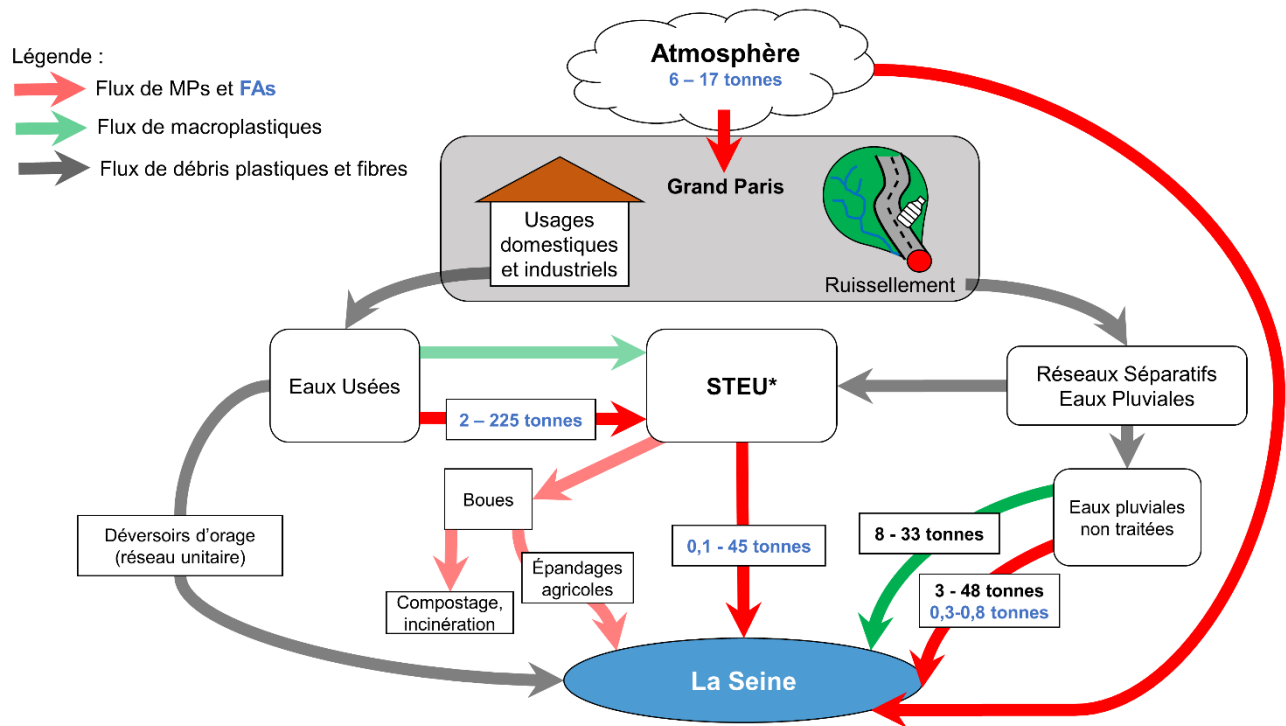 Légende :
Flux de MPs et FAs
Flux de macroplastiques
Flux de débris plastiques et fibres
Atmosphère
6 – 17 tonnes
Grand Paris
Usages
domestiques
et industriels
Ruissellement
Eaux Usées
2 – 225 tonnes
STEU*
Réseaux Séparatifs
Eaux Pluviales
Boues
Eaux pluviales
non traitées
Déversoirs d'orage
(réseau unitaire)
Épandages
agricoles
Compostage,
incinération
0,1 - 45 tonnes
8 - 33 tonnes
3 - 48 tonnes
0,3-0,8 tonnes
La Seine